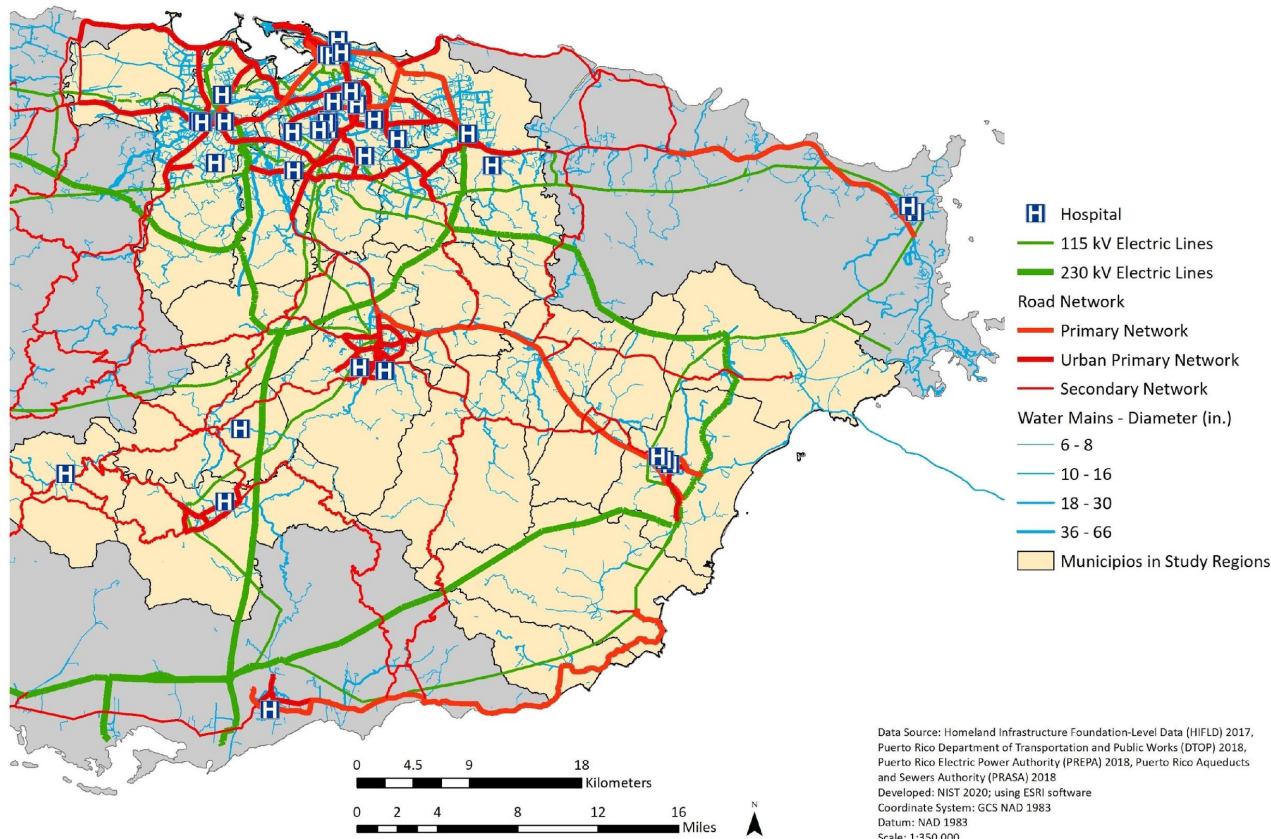 H Hospital
115 kV Electric Lines
230 kV Electric Lines
Road Network
Primary Network
Urban Primary Network
Secondary Network
Water Mains - Diameter (in.)
6 - 8
10 - 16
18 - 30
36 - 66
Municipios in Study Regions
0 4.5 9 18
Kilometers
0 2 4 8 12 16
Miles
N
Data Source: Homeland Infrastructure Foundation-Level Data (HIFLD) 2017,
Puerto Rico Department of Transportation and Public Works (DTOP) 2018,
Puerto Rico Electric Power Authority (PREPA) 2018, Puerto Rico Aqueducts
and Sewers Authority (PRASA) 2018
Developed: NIST 2020; using ESRI software
Coordinate System: GCS NAD 1983
Datum: NAD 1983
Scale: 1:350,000